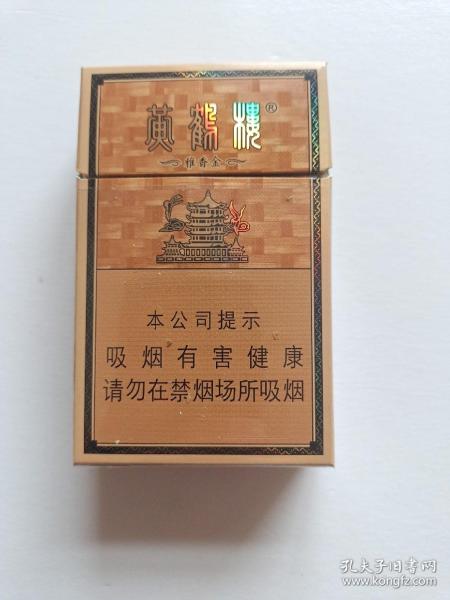 黄鹤楼®
雅香金
本公司提示
吸烟有害健康
请勿在禁烟场所吸烟
孔夫子旧书网
www.kongfz.com